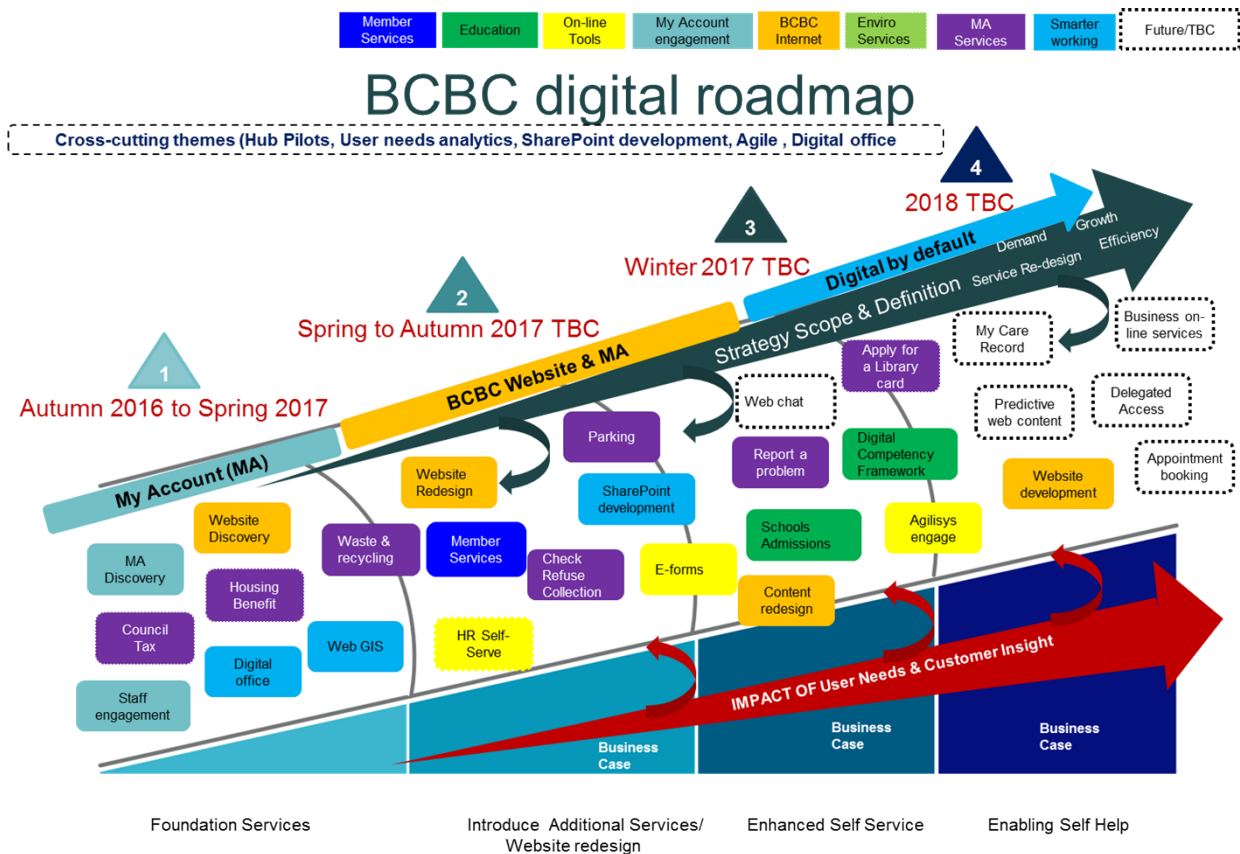 Member
Services
Education
On-line
Tools
My Account
engagement
BCBC
Internet
Enviro
Services
MA
Services
Smarter
working
Future/TBC
BCBC digital roadmap
Cross-cutting themes (Hub Pilots, User needs analytics, SharePoint development, Agile , Digital office
4
2018 TBC
3
Winter 2017 TBC
2
Spring to Autumn 2017 TBC
1
Autumn 2016 to Spring 2017
My Account (MA)
BCBC Website & MA
Digital by default
Strategy Scope & Definition
Demand
Growth
Service Re-design
Efficiency
Business on-
line services
My Care
Record
Apply for
a Library
card
Web chat
Predictive
web content
Delegated
Access
Parking
Report a
problem
Digital
Competency
Framework
Appointment
booking
Website
Redesign
Website
development
SharePoint
development
Website
Discovery
Waste &
recycling
Member
Services
Check
Refuse
Collection
E-forms
Schools
Admissions
Agilisys
engage
MA
Discovery
Housing
Benefit
Content
redesign
Council
Tax
Digital
office
Web GIS
HR Self-
Serve
Staff
engagement
IMPACT OF User Needs & Customer Insight
Business
Case
Business
Case
Business
Case
Foundation Services
Introduce Additional Services/
Website redesign
Enhanced Self Service
Enabling Self Help